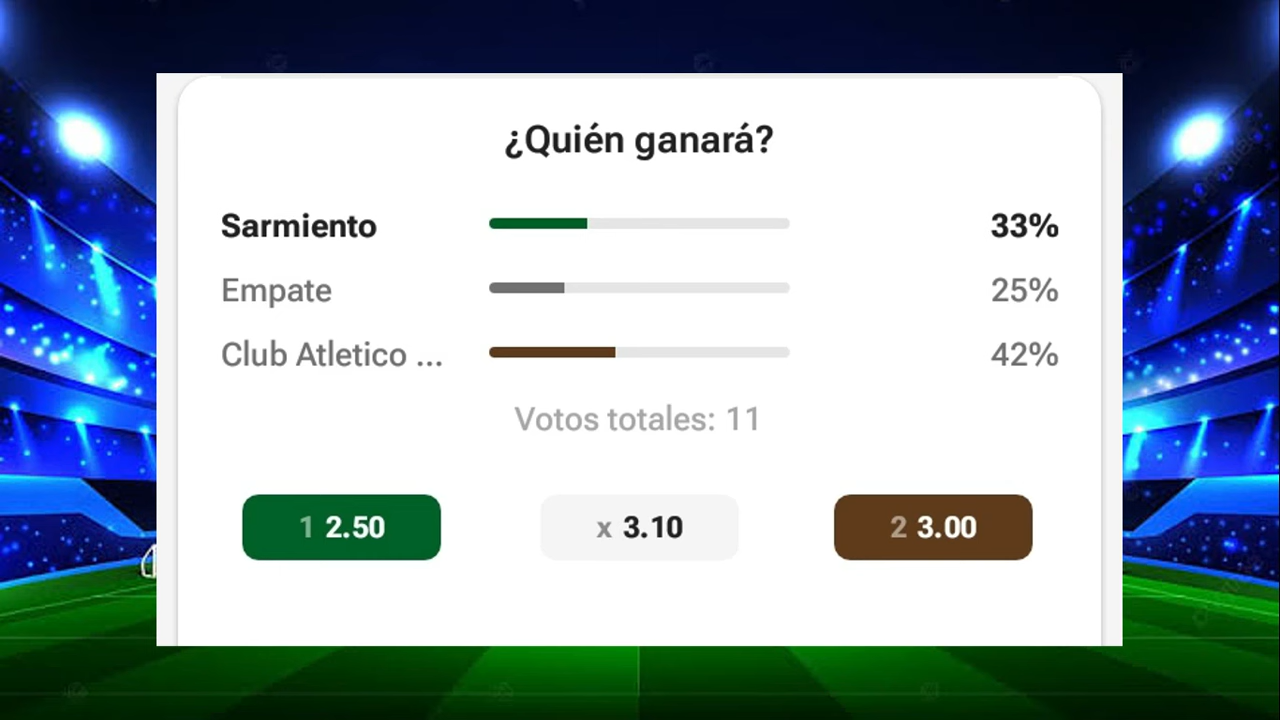 ¿Quién ganará?
Sarmiento 33%
Empate 25%
Club Atletico ... 42%
Votos totales: 11
1 2.50 x 3.10 2 3.00